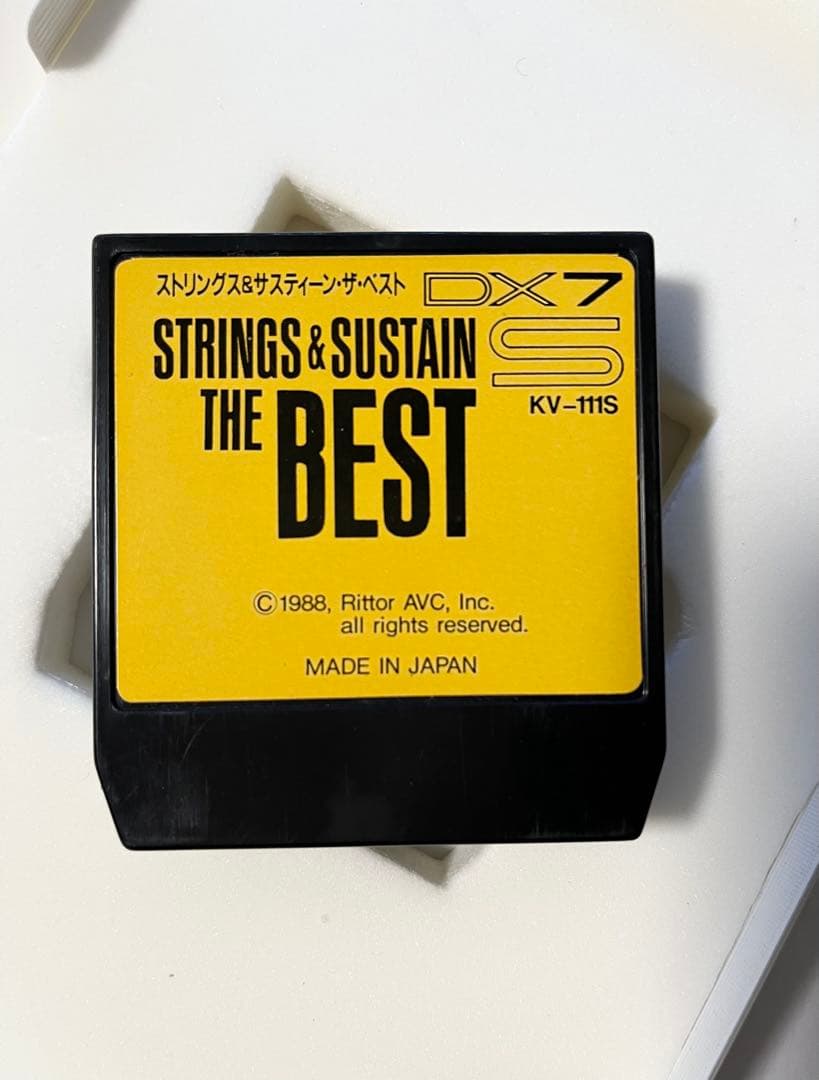 ストリングス&サスティーン・ザ・ベスト
DX7
STRINGS & SUSTAIN
S
THE BEST
KV-111S
©1988, Rittor AVC, Inc.
all rights reserved.
MADE IN JAPAN